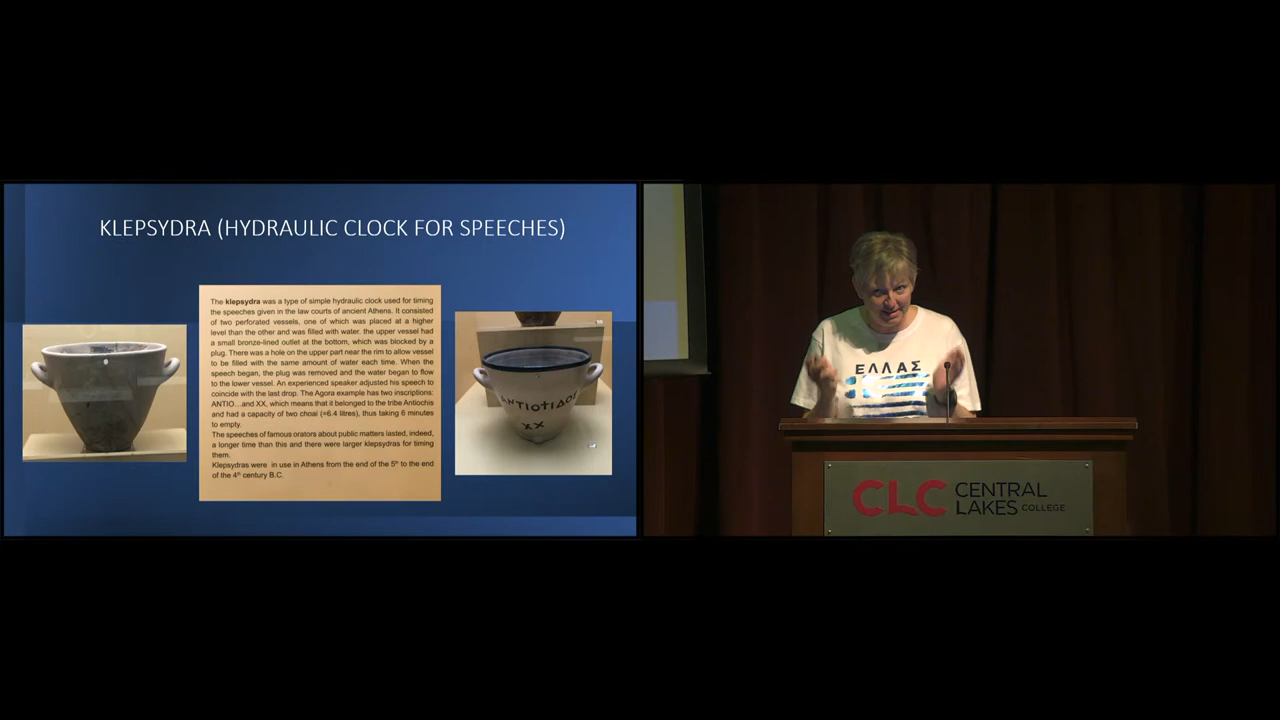 KLEPSYDRA (HYDRAULIC CLOCK FOR SPEECHES)
The klepsydra was a type of simple hydraulic clock used for timing
the speeches given in the law courts of ancient Athens. It consisted
of two perforated vessels, one of which was placed at a higher
level than the other and was filled with water. the upper vessel had
a small bronze-lined outlet at the bottom, which was blocked by a
plug. There was a hole on the upper part near the rim to allow vessel
to be filled with the same amount of water each time. When the
speech began, the plug was removed and the water began to flow
to the lower vessel. An experienced speaker adjusted his speech to
coincide with the last drop. The Agora example has two inscriptions:
ANTIO...and XX, which means that it belonged to the tribe Antiochis
and had a capacity of two choai (=6.4 litres), thus taking 6 minutes
to empty.
The speeches of famous orators about public matters lasted, indeed,
a longer time than this and there were larger klepsydras for timing
them.
Klepsydras were in use in Athens from the end of the 5th to the end
of the 4th century B.C.
ΑΝΤΙΟ+ΙΔΟΣ
XX
ΕΛΛΑΣ
CLC CENTRAL
LAKES COLLEGE